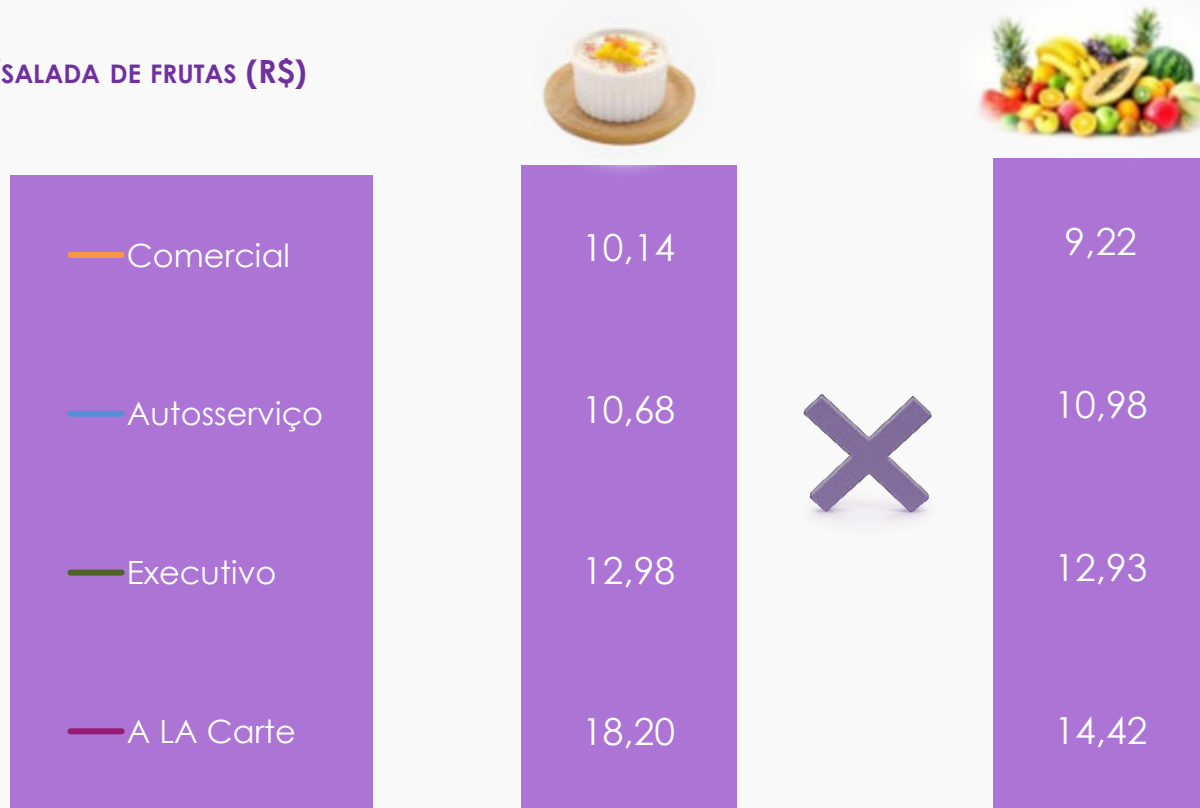 SALADA DE FRUTAS (R$)
Comercial 10,14 9,22
Autosserviço 10,68 10,98
Executivo 12,98 12,93
A LA Carte 18,20 14,42